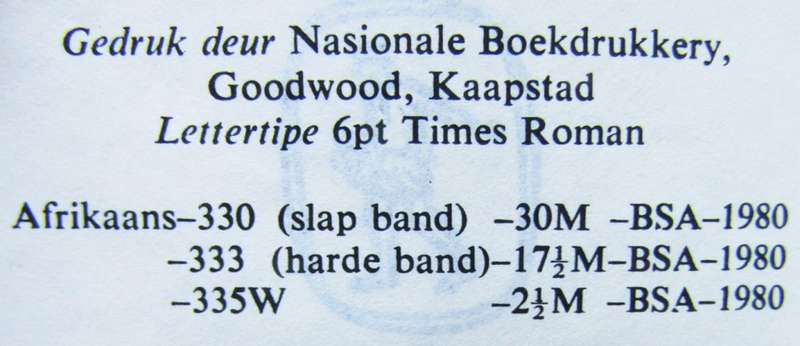 Gedruk deur Nasionale Boekdrukkery,
Goodwood, Kaapstad
Lettertipe 6pt Times Roman
Afrikaans–330 (slap band) –30M –BSA–1980
–333 (harde band)–17½M–BSA–1980
–335W –2½M –BSA–1980